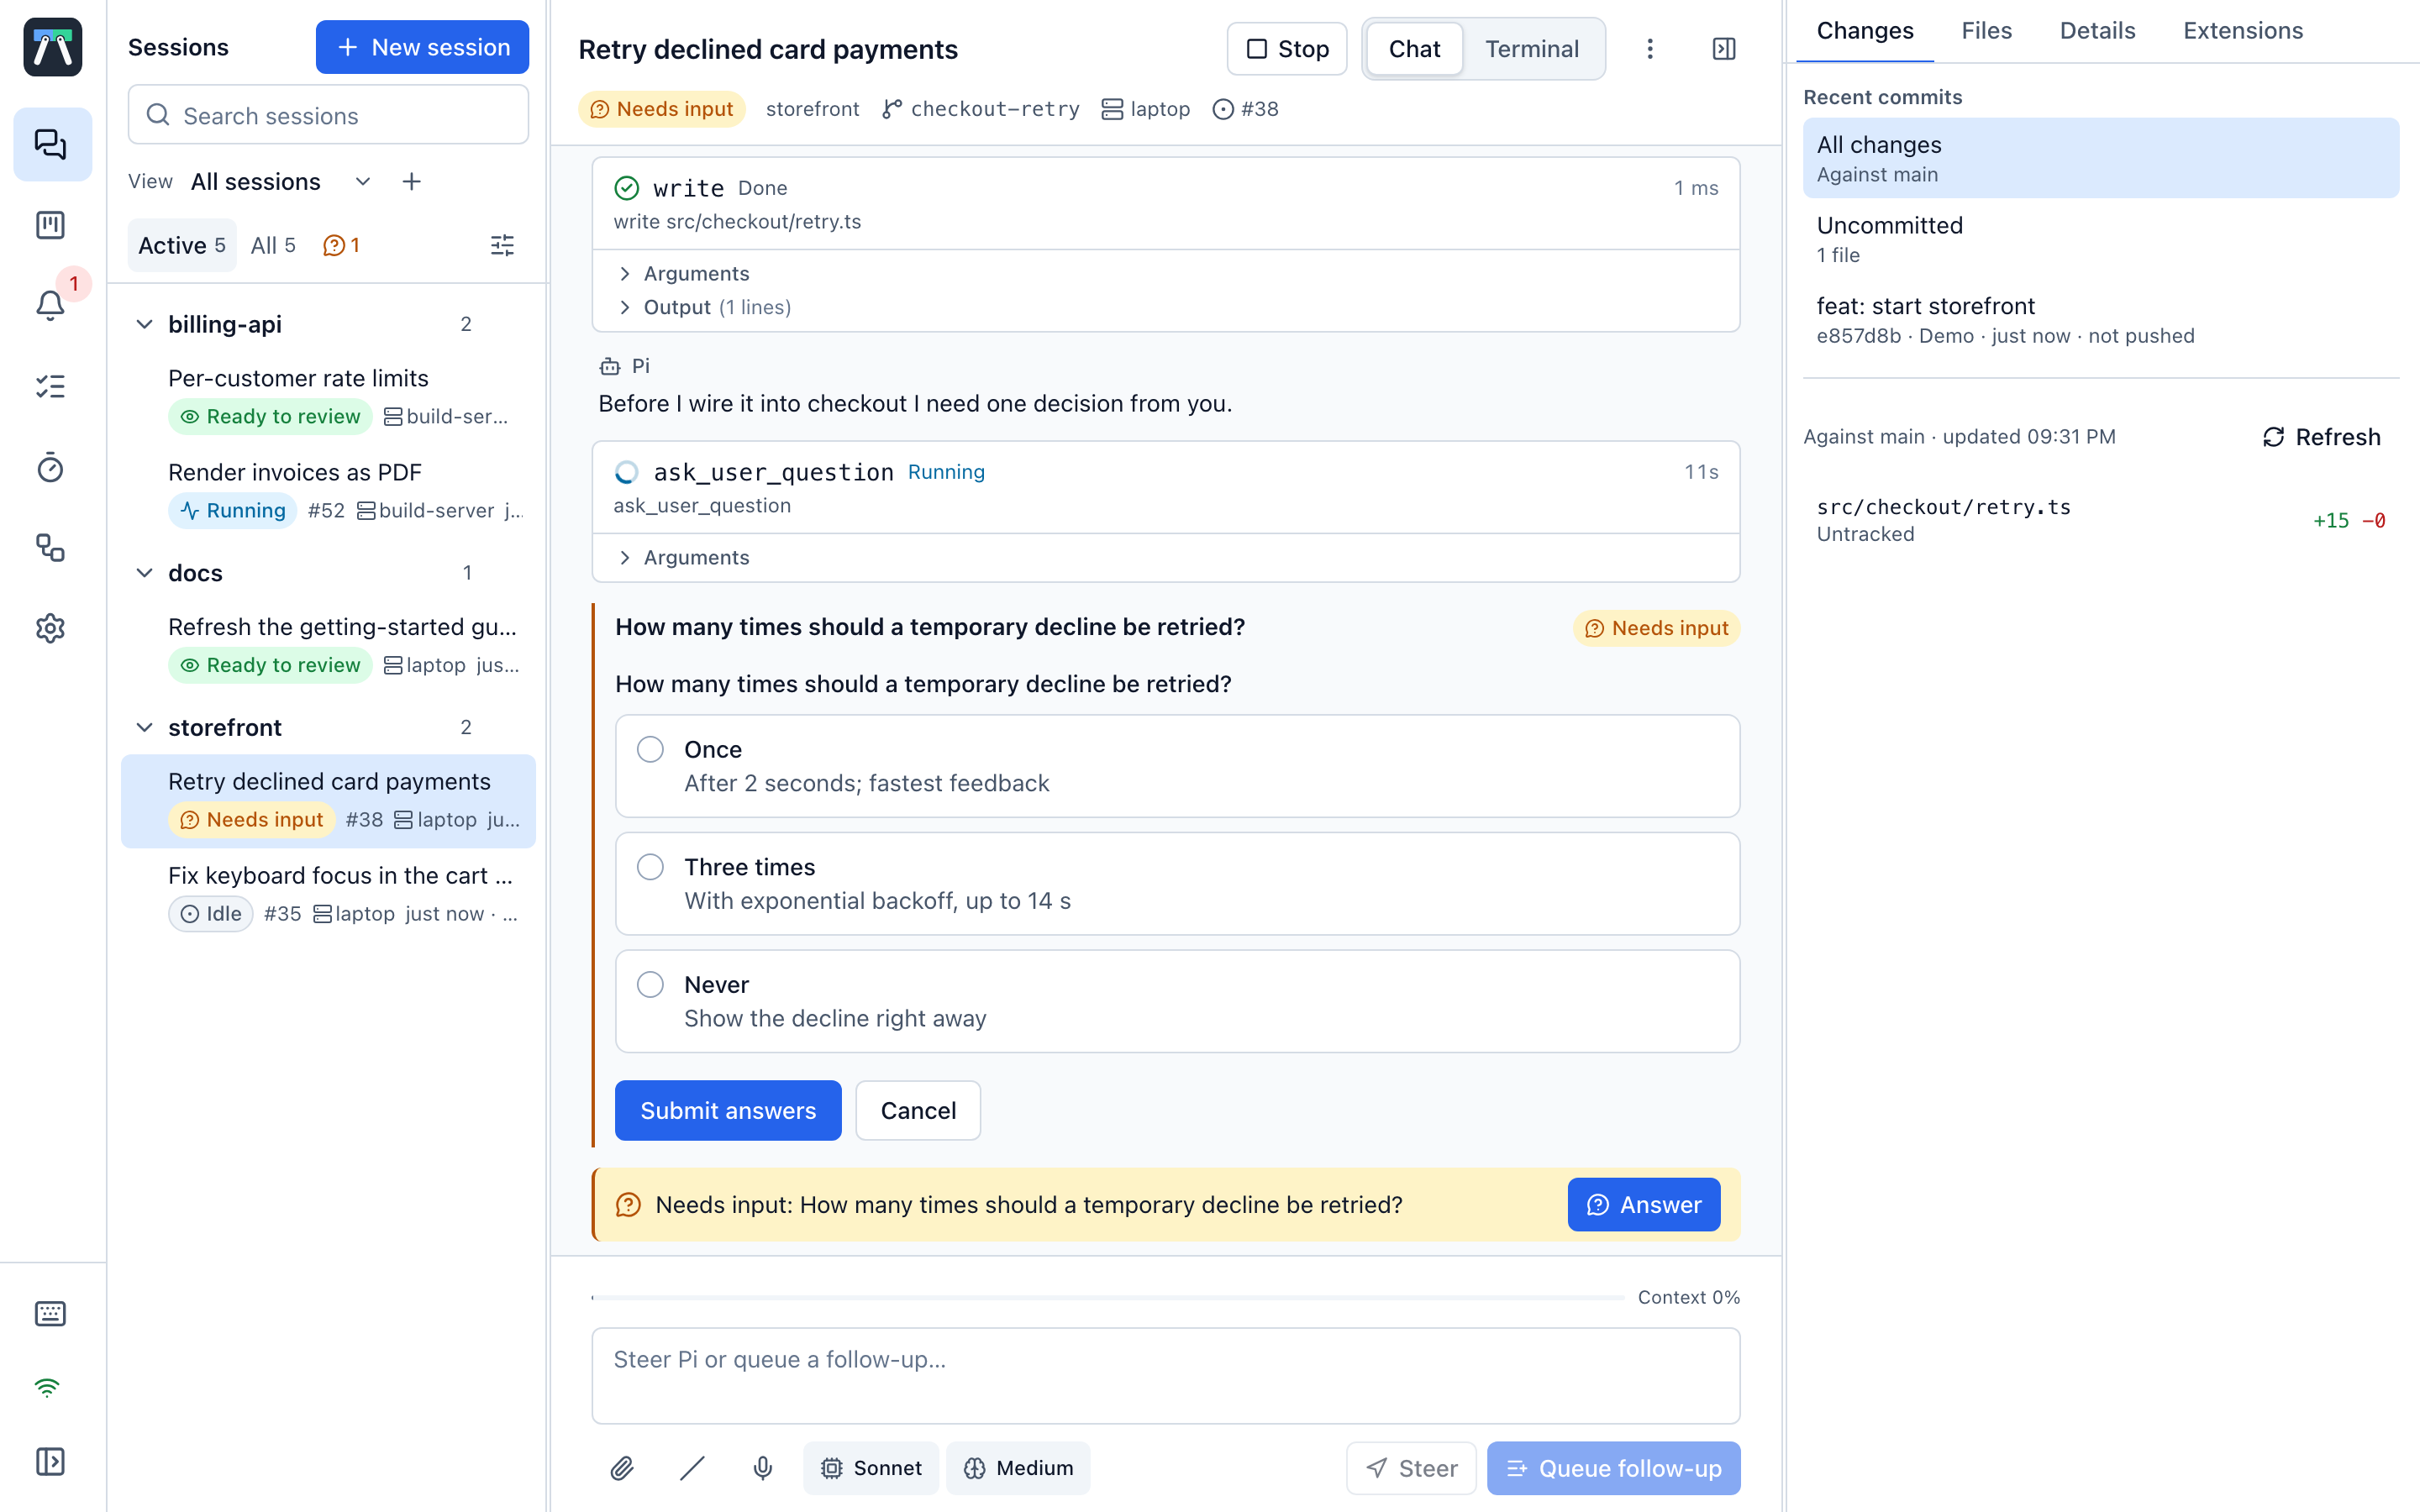 Sessions
New session
Search sessions
View All sessions
Active 5 All 5 1
1
billing-api 2
Per-customer rate limits
Ready to review build-ser...
Render invoices as PDF
Running #52 build-server j...
docs 1
Refresh the getting-started gu...
Ready to review laptop jus...
storefront 2
Retry declined card payments
Needs input #38 laptop ju...
Fix keyboard focus in the cart ...
Idle #35 laptop just now · ...
Retry declined card payments
Stop
Chat Terminal
Needs input storefront checkout-retry laptop #38
write Done 1 ms
write src/checkout/retry.ts
Arguments
Output (1 lines)
Pi
Before I wire it into checkout I need one decision from you.
ask_user_question Running 11s
ask_user_question
Arguments
How many times should a temporary decline be retried? Needs input
How many times should a temporary decline be retried?
Once
After 2 seconds; fastest feedback
Three times
With exponential backoff, up to 14 s
Never
Show the decline right away
Submit answers Cancel
Needs input: How many times should a temporary decline be retried? Answer
Context 0%
Steer Pi or queue a follow-up...
Sonnet Medium Steer Queue follow-up
Changes Files Details Extensions
Recent commits
All changes
Against main
Uncommitted
1 file
feat: start storefront
e857d8b · Demo · just now · not pushed
Against main · updated 09:31 PM Refresh
src/checkout/retry.ts +15 −0
Untracked